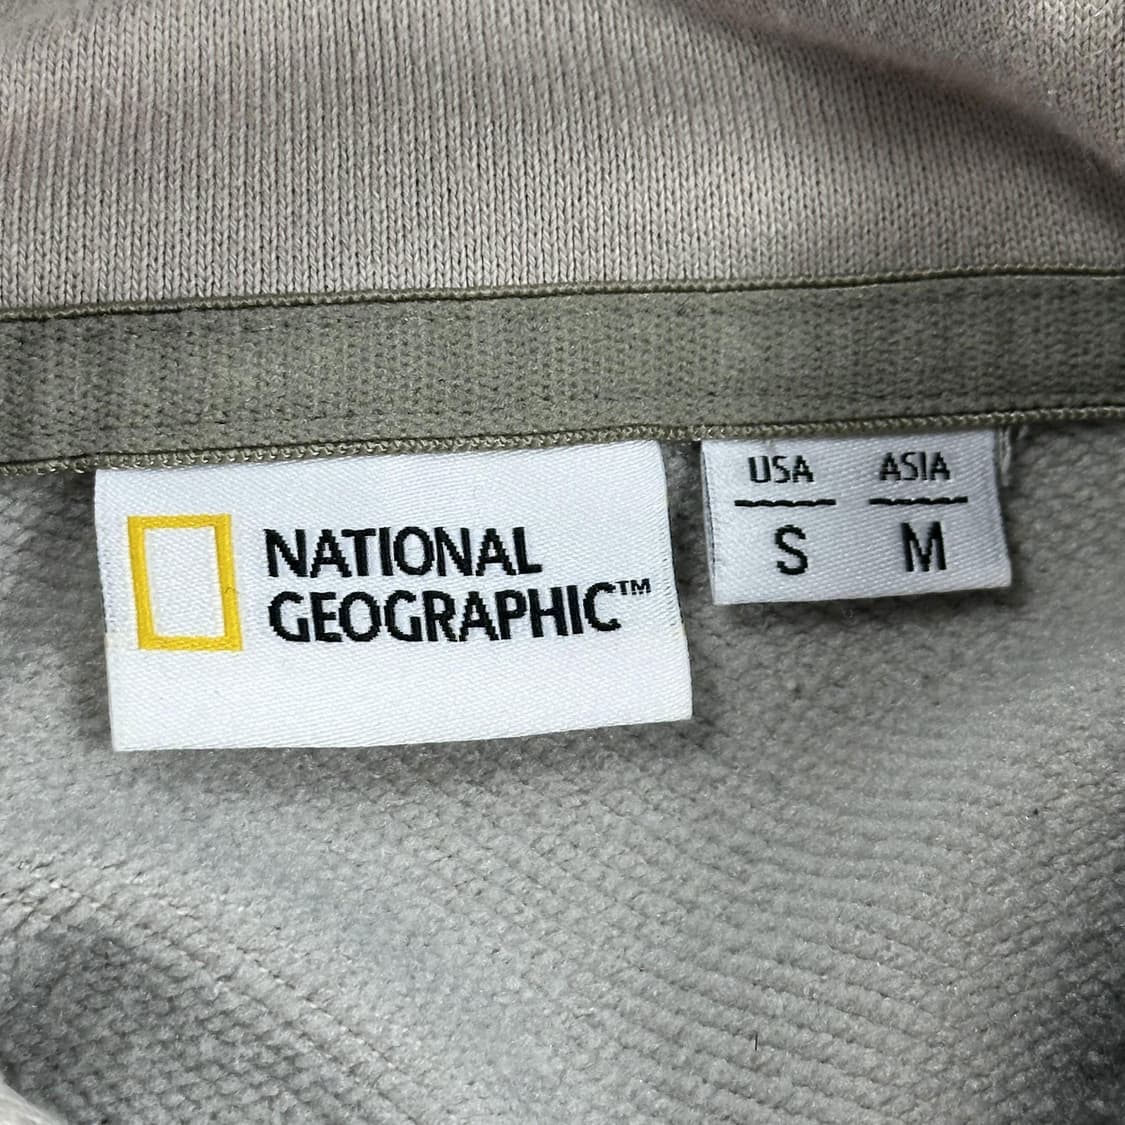 NATIONAL
GEOGRAPHIC™
USA ASIA
S M